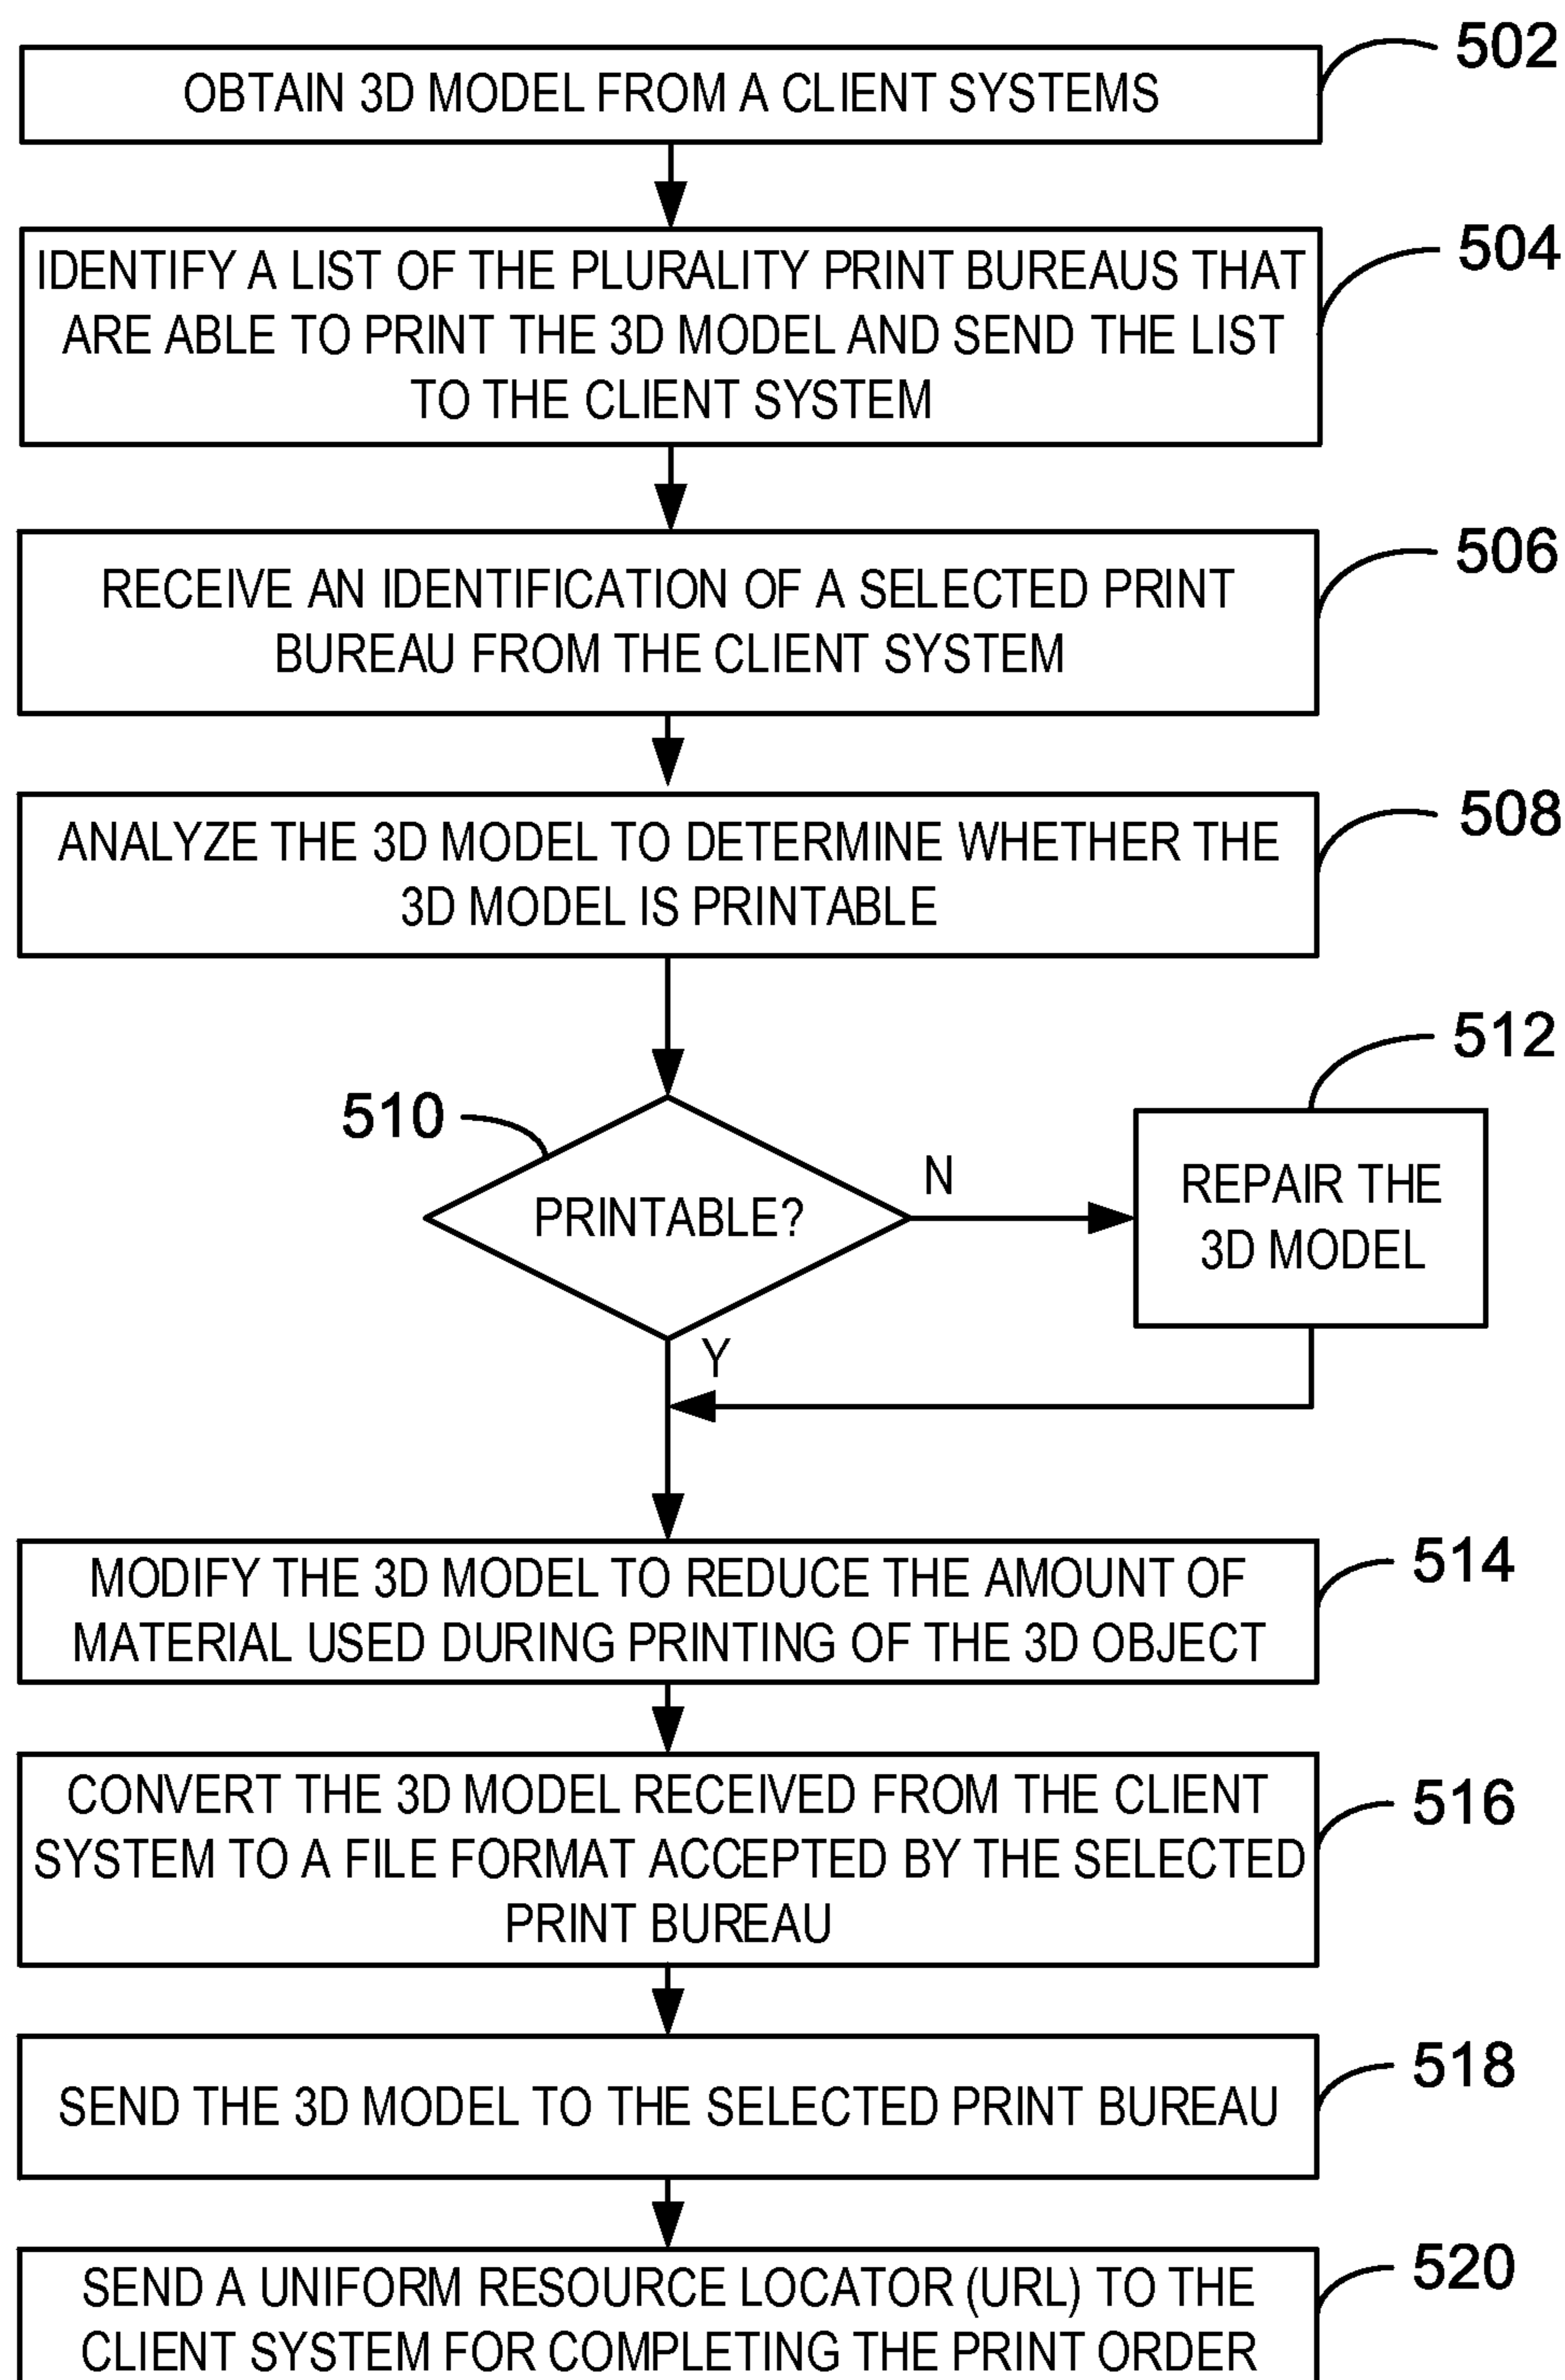 502
OBTAIN 3D MODEL FROM A CLIENT SYSTEMS
504
IDENTIFY A LIST OF THE PLURALITY PRINT BUREAUS THAT
ARE ABLE TO PRINT THE 3D MODEL AND SEND THE LIST
TO THE CLIENT SYSTEM
506
RECEIVE AN IDENTIFICATION OF A SELECTED PRINT
BUREAU FROM THE CLIENT SYSTEM
508
ANALYZE THE 3D MODEL TO DETERMINE WHETHER THE
3D MODEL IS PRINTABLE
512
510
PRINTABLE?
N
REPAIR THE
3D MODEL
Y
514
MODIFY THE 3D MODEL TO REDUCE THE AMOUNT OF
MATERIAL USED DURING PRINTING OF THE 3D OBJECT
516
CONVERT THE 3D MODEL RECEIVED FROM THE CLIENT
SYSTEM TO A FILE FORMAT ACCEPTED BY THE SELECTED
PRINT BUREAU
518
SEND THE 3D MODEL TO THE SELECTED PRINT BUREAU
520
SEND A UNIFORM RESOURCE LOCATOR (URL) TO THE
CLIENT SYSTEM FOR COMPLETING THE PRINT ORDER